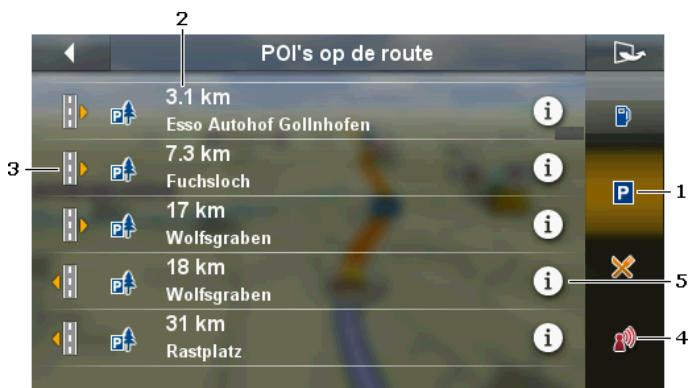 2
POI's op de route
3.1 km
Esso Autohof Gollnhofen
7.3 km
Fuchsloch
17 km
Wolfsgraben
18 km
Wolfsgraben
31 km
Rastplatz
P
P
P
P
P
i
i
i
i
i
P
3
1
5
4